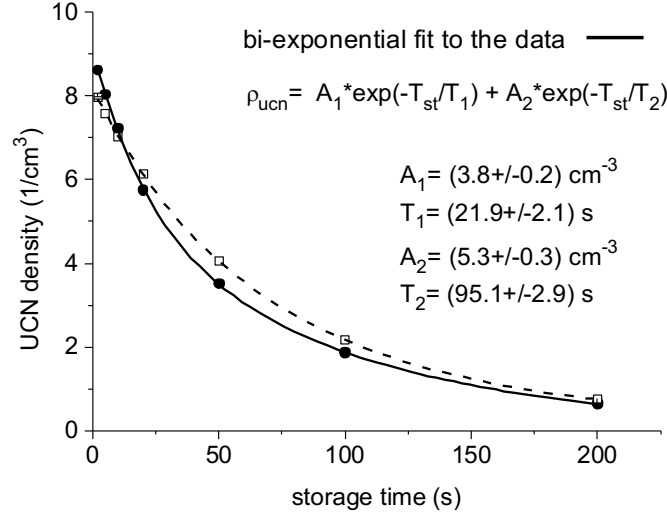 bi-exponential fit to the data
ρucn= A1*exp(-Tst/T1) + A2*exp(-Tst/T2)
A1= (3.8+/-0.2) cm-3
T1= (21.9+/-2.1) s
A2= (5.3+/-0.3) cm-3
T2= (95.1+/-2.9) s
UCN density (1/cm3)
10
8
6
4
2
0
0 50 100 150 200
storage time (s)